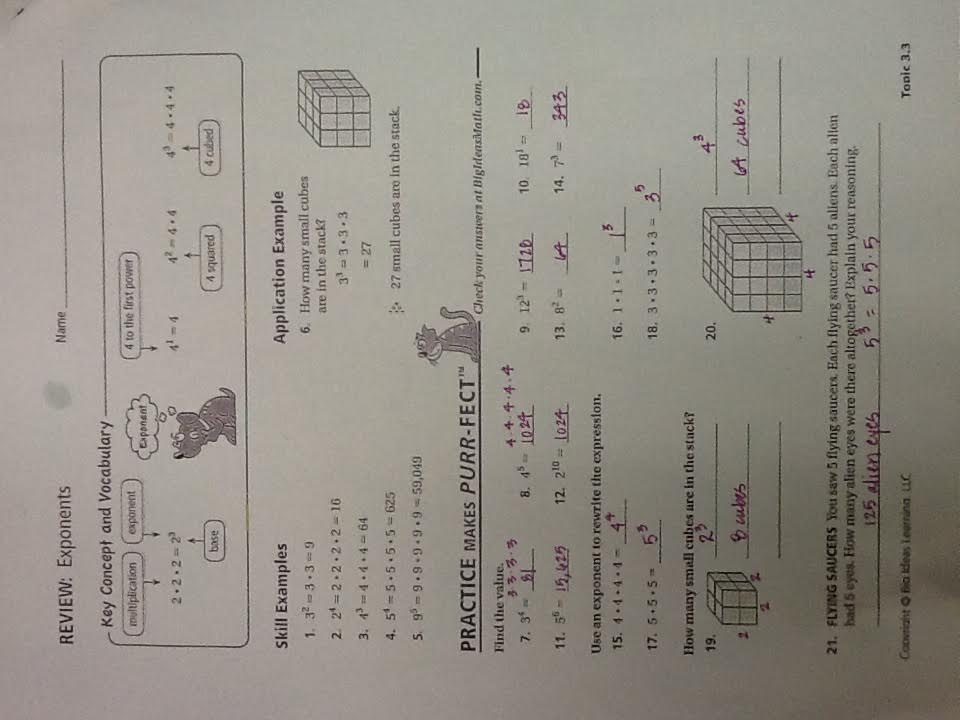 REVIEW: Exponents
Name
Key Concept and Vocabulary
multiplication
exponent
2 • 2 • 2 = 2³
base
Exponent
4 to the first power
4¹ = 4
4² = 4 • 4
4 squared
4³ = 4 • 4 • 4
4 cubed
Skill Examples
1. 3² = 3 • 3 = 9
2. 2⁴ = 2 • 2 • 2 • 2 = 16
3. 4³ = 4 • 4 • 4 = 64
4. 5⁴ = 5 • 5 • 5 • 5 = 625
5. 9⁵ = 9 • 9 • 9 • 9 • 9 = 59,049
Application Example
6. How many small cubes
are in the stack?
3³ = 3 • 3 • 3
= 27
27 small cubes are in the stack.
PRACTICE MAKES PURR-FECT™
Check your answers at BigIdeasMath.com.
Find the value.
3·3·3·3
4·4·4·4·4
7. 3⁴ = 81
8. 4⁵ = 1024
9. 12³ = 1728
10. 18¹ = 18
11. 5⁶ = 15,625
12. 2¹⁰ = 1024
13. 8² = 64
14. 7³ = 343
Use an exponent to rewrite the expression.
15. 4 • 4 • 4 • 4 = 4⁴
16. 1 • 1 • 1 = 1³
17. 5 • 5 • 5 = 5³
18. 3 • 3 • 3 • 3 • 3 = 3⁵
How many small cubes are in the stack?
19. 2³
8 cubes
2
2
2
20. 4³
64 cubes
4
4
4
21. FLYING SAUCERS You saw 5 flying saucers. Each flying saucer had 5 aliens. Each alien
had 5 eyes. How many alien eyes were there altogether? Explain your reasoning.
125 alien eyes 5³ = 5 · 5 · 5
Copyright © Big Ideas Learning, LLC
Topic 3.3